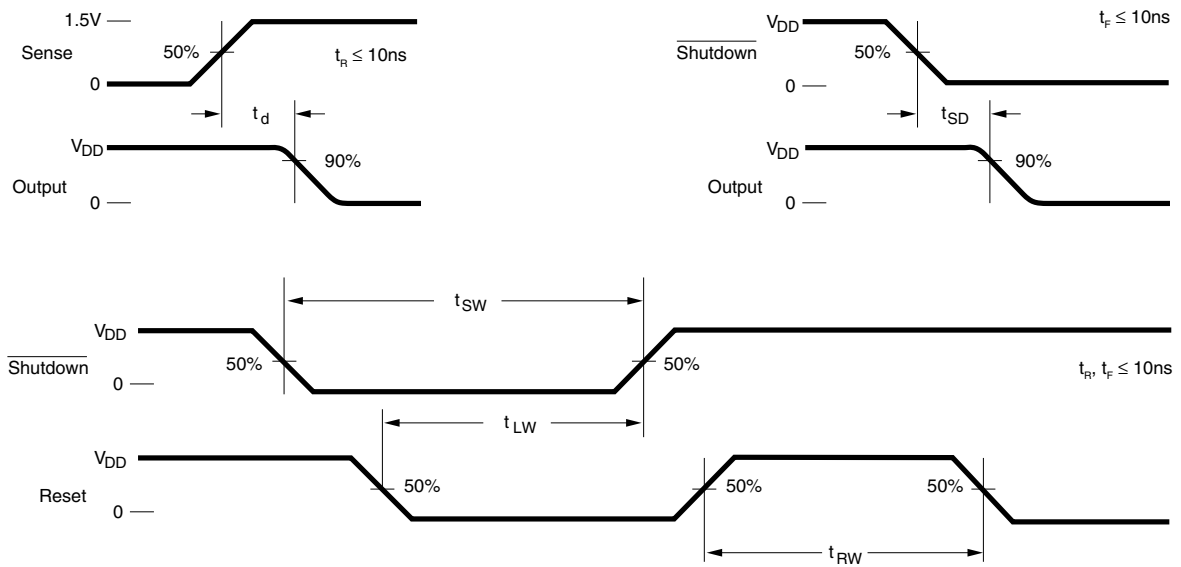 1.5V
Sense
50%
0
t_R ≤ 10ns
t_d
V_DD
Output
90%
0
V_DD
Shutdown
50%
0
t_F ≤ 10ns
t_SD
V_DD
Output
90%
0
t_SW
V_DD
Shutdown
50%
50%
0
t_R, t_F ≤ 10ns
t_LW
V_DD
Reset
50%
50%
50%
0
t_RW